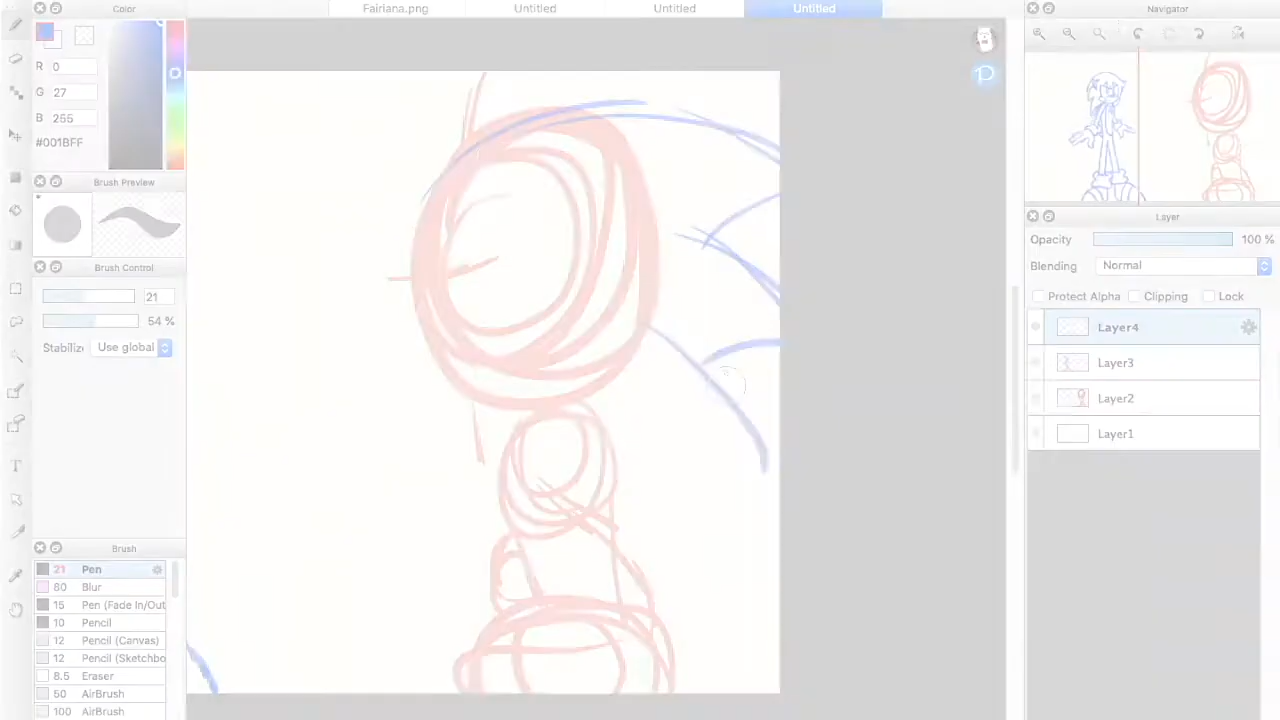 Color
Fairiana.png
Untitled
Untitled
Untitled
Navigator
R 0
G 27
B 255
#001BFF
Brush Preview
Brush Control
21
54 %
Stabiliz
Use global
Brush
21 Pen
80 Blur
15 Pen (Fade In/Out
10 Pencil
12 Pencil (Canvas)
12 Pencil (Sketchbo
8.5 Eraser
50 AirBrush
100 AirBrush
Layer
Opacity 100 %
Blending Normal
Protect Alpha Clipping Lock
Layer4
Layer3
Layer2
Layer1